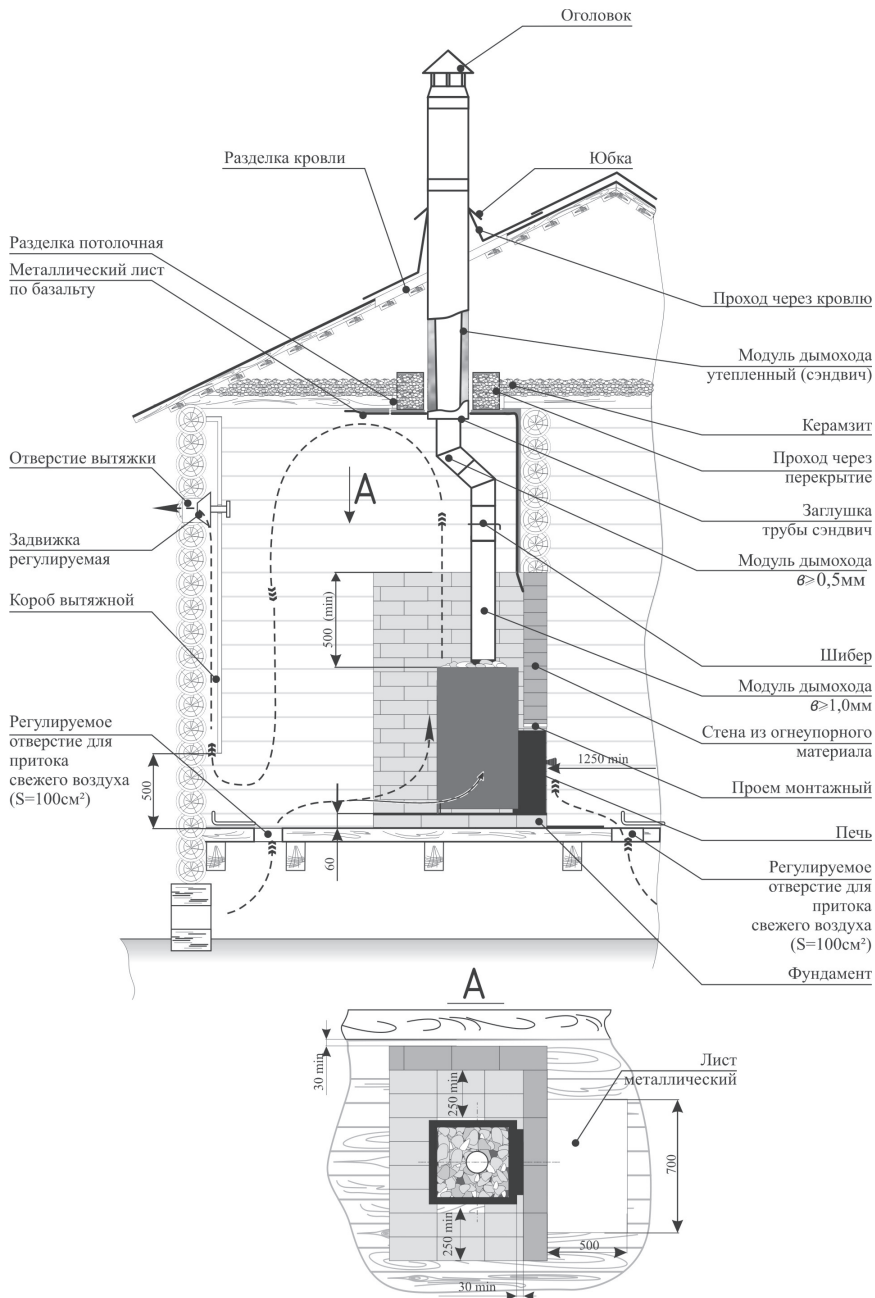 Оголовок
Разделка кровли
Юбка
Разделка потолочная
Металлический лист
по базальту
Проход через кровлю
Модуль дымохода
утепленный (сэндвич)
Керамзит
Отверстие вытяжки
Проход через
перекрытие
А
Задвижка
регулируемая
Заглушка
трубы сэндвич
Короб вытяжной
Модуль дымохода
в⩾0,5мм
500 (min)
Шибер
Модуль дымохода
в⩾1,0мм
Регулируемое
отверстие для
притока
свежего воздуха
(S=100см²)
Стена из огнеупорного
материала
1250 min
Проем монтажный
500
Печь
60
Регулируемое
отверстие для
притока
свежего воздуха
(S=100см²)
Фундамент
А
30 min
Лист
металлический
250 min
700
250 min
500
30 min